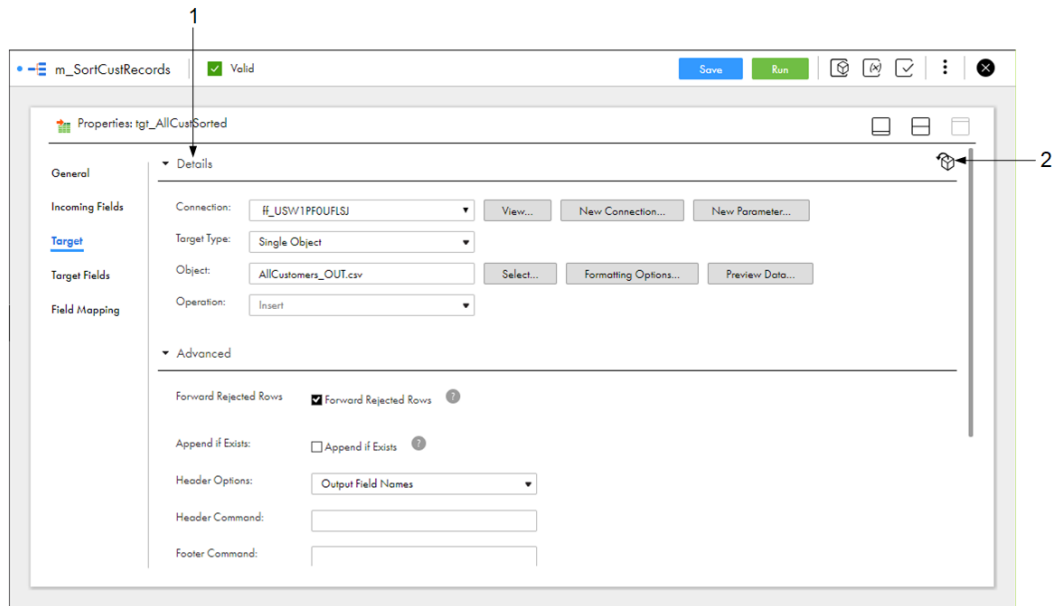 1
m_SortCustRecords Valid Save Run
Properties: tgt_AllCustSorted
2
General
Incoming Fields
Target
Target Fields
Field Mapping
Details
Connection: ff_USW1PF0UFLSJ View... New Connection... New Parameter...
Target Type: Single Object
Object: AllCustomers_OUT.csv Select... Formatting Options... Preview Data...
Operation: Insert
Advanced
Forward Rejected Rows Forward Rejected Rows ?
Append if Exists: Append if Exists ?
Header Options: Output Field Names
Header Command:
Footer Command: